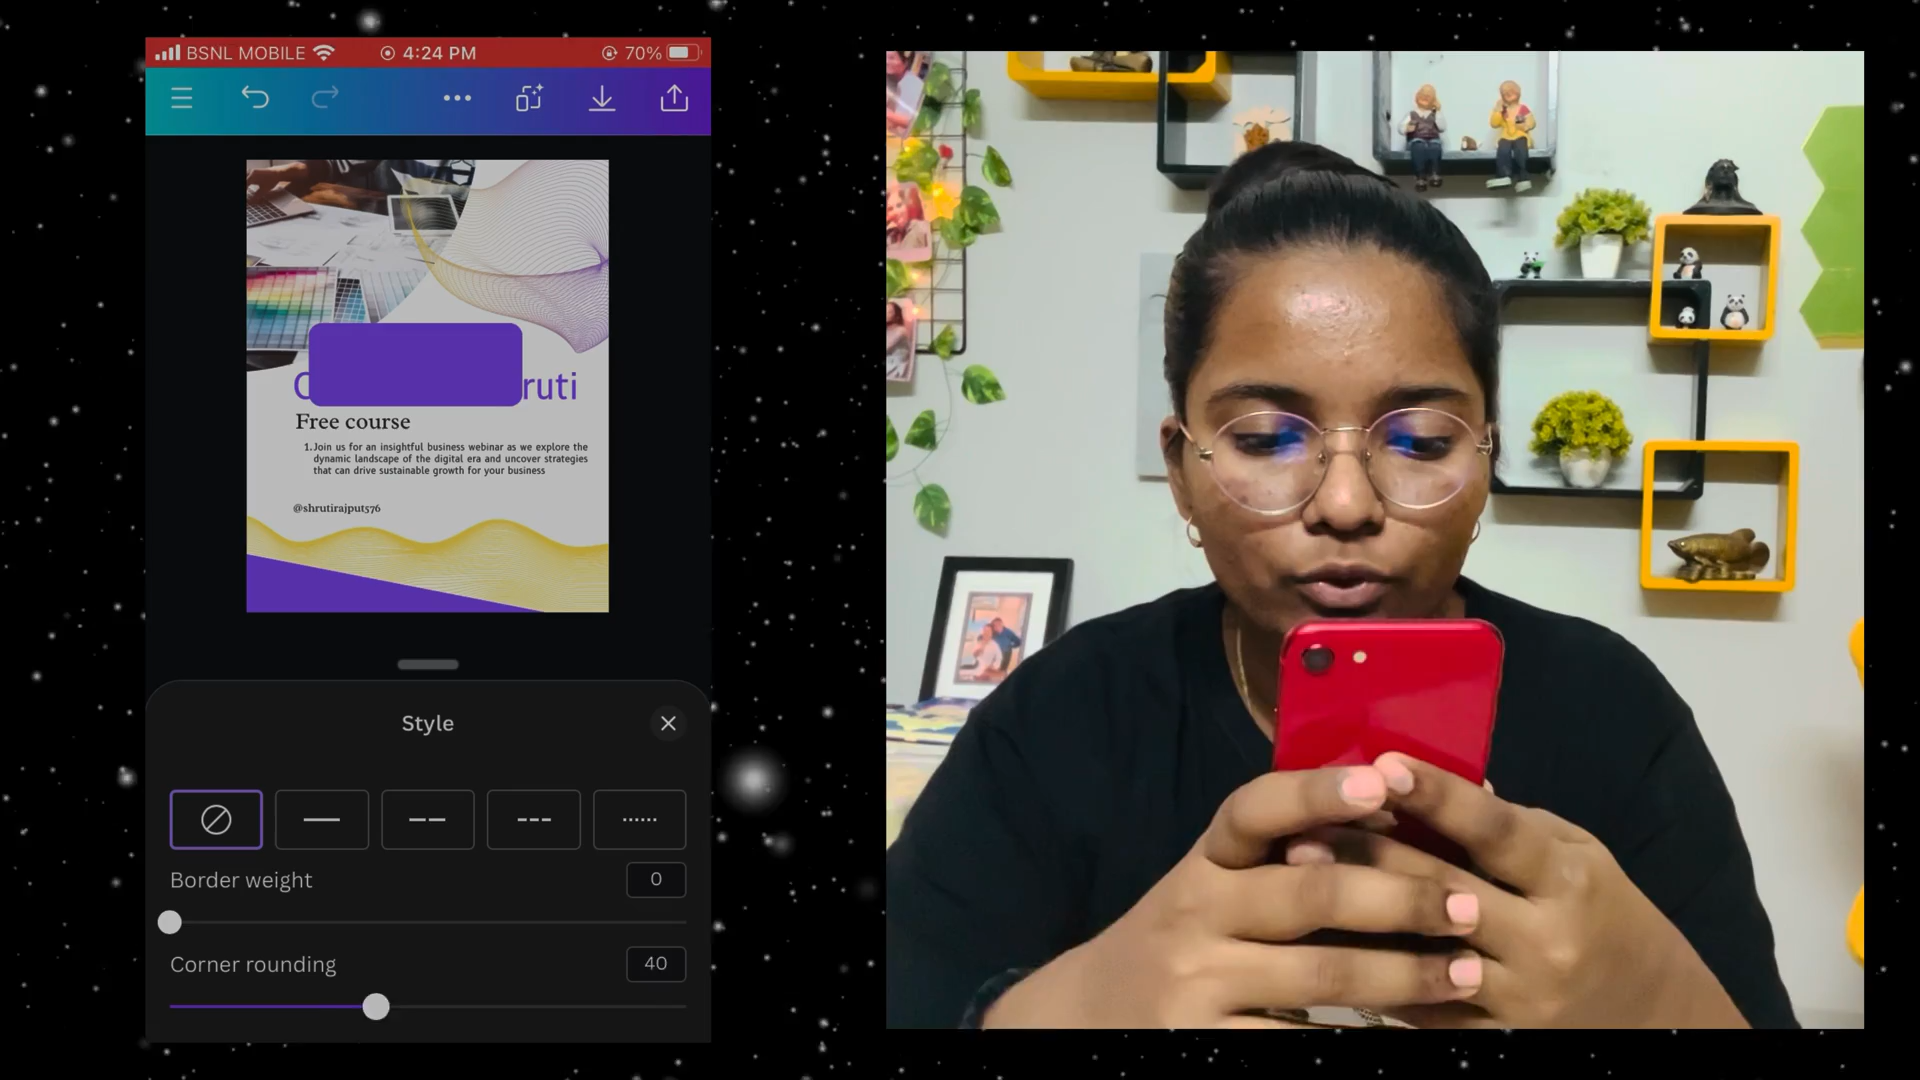 BSNL MOBILE 4:24 PM 70%
ruti
Free course
1. Join us for an insightful business webinar as we explore the
dynamic landscape of the digital era and uncover strategies
that can drive sustainable growth for your business
@shrutirajput576
Style
Border weight 0
Corner rounding 40